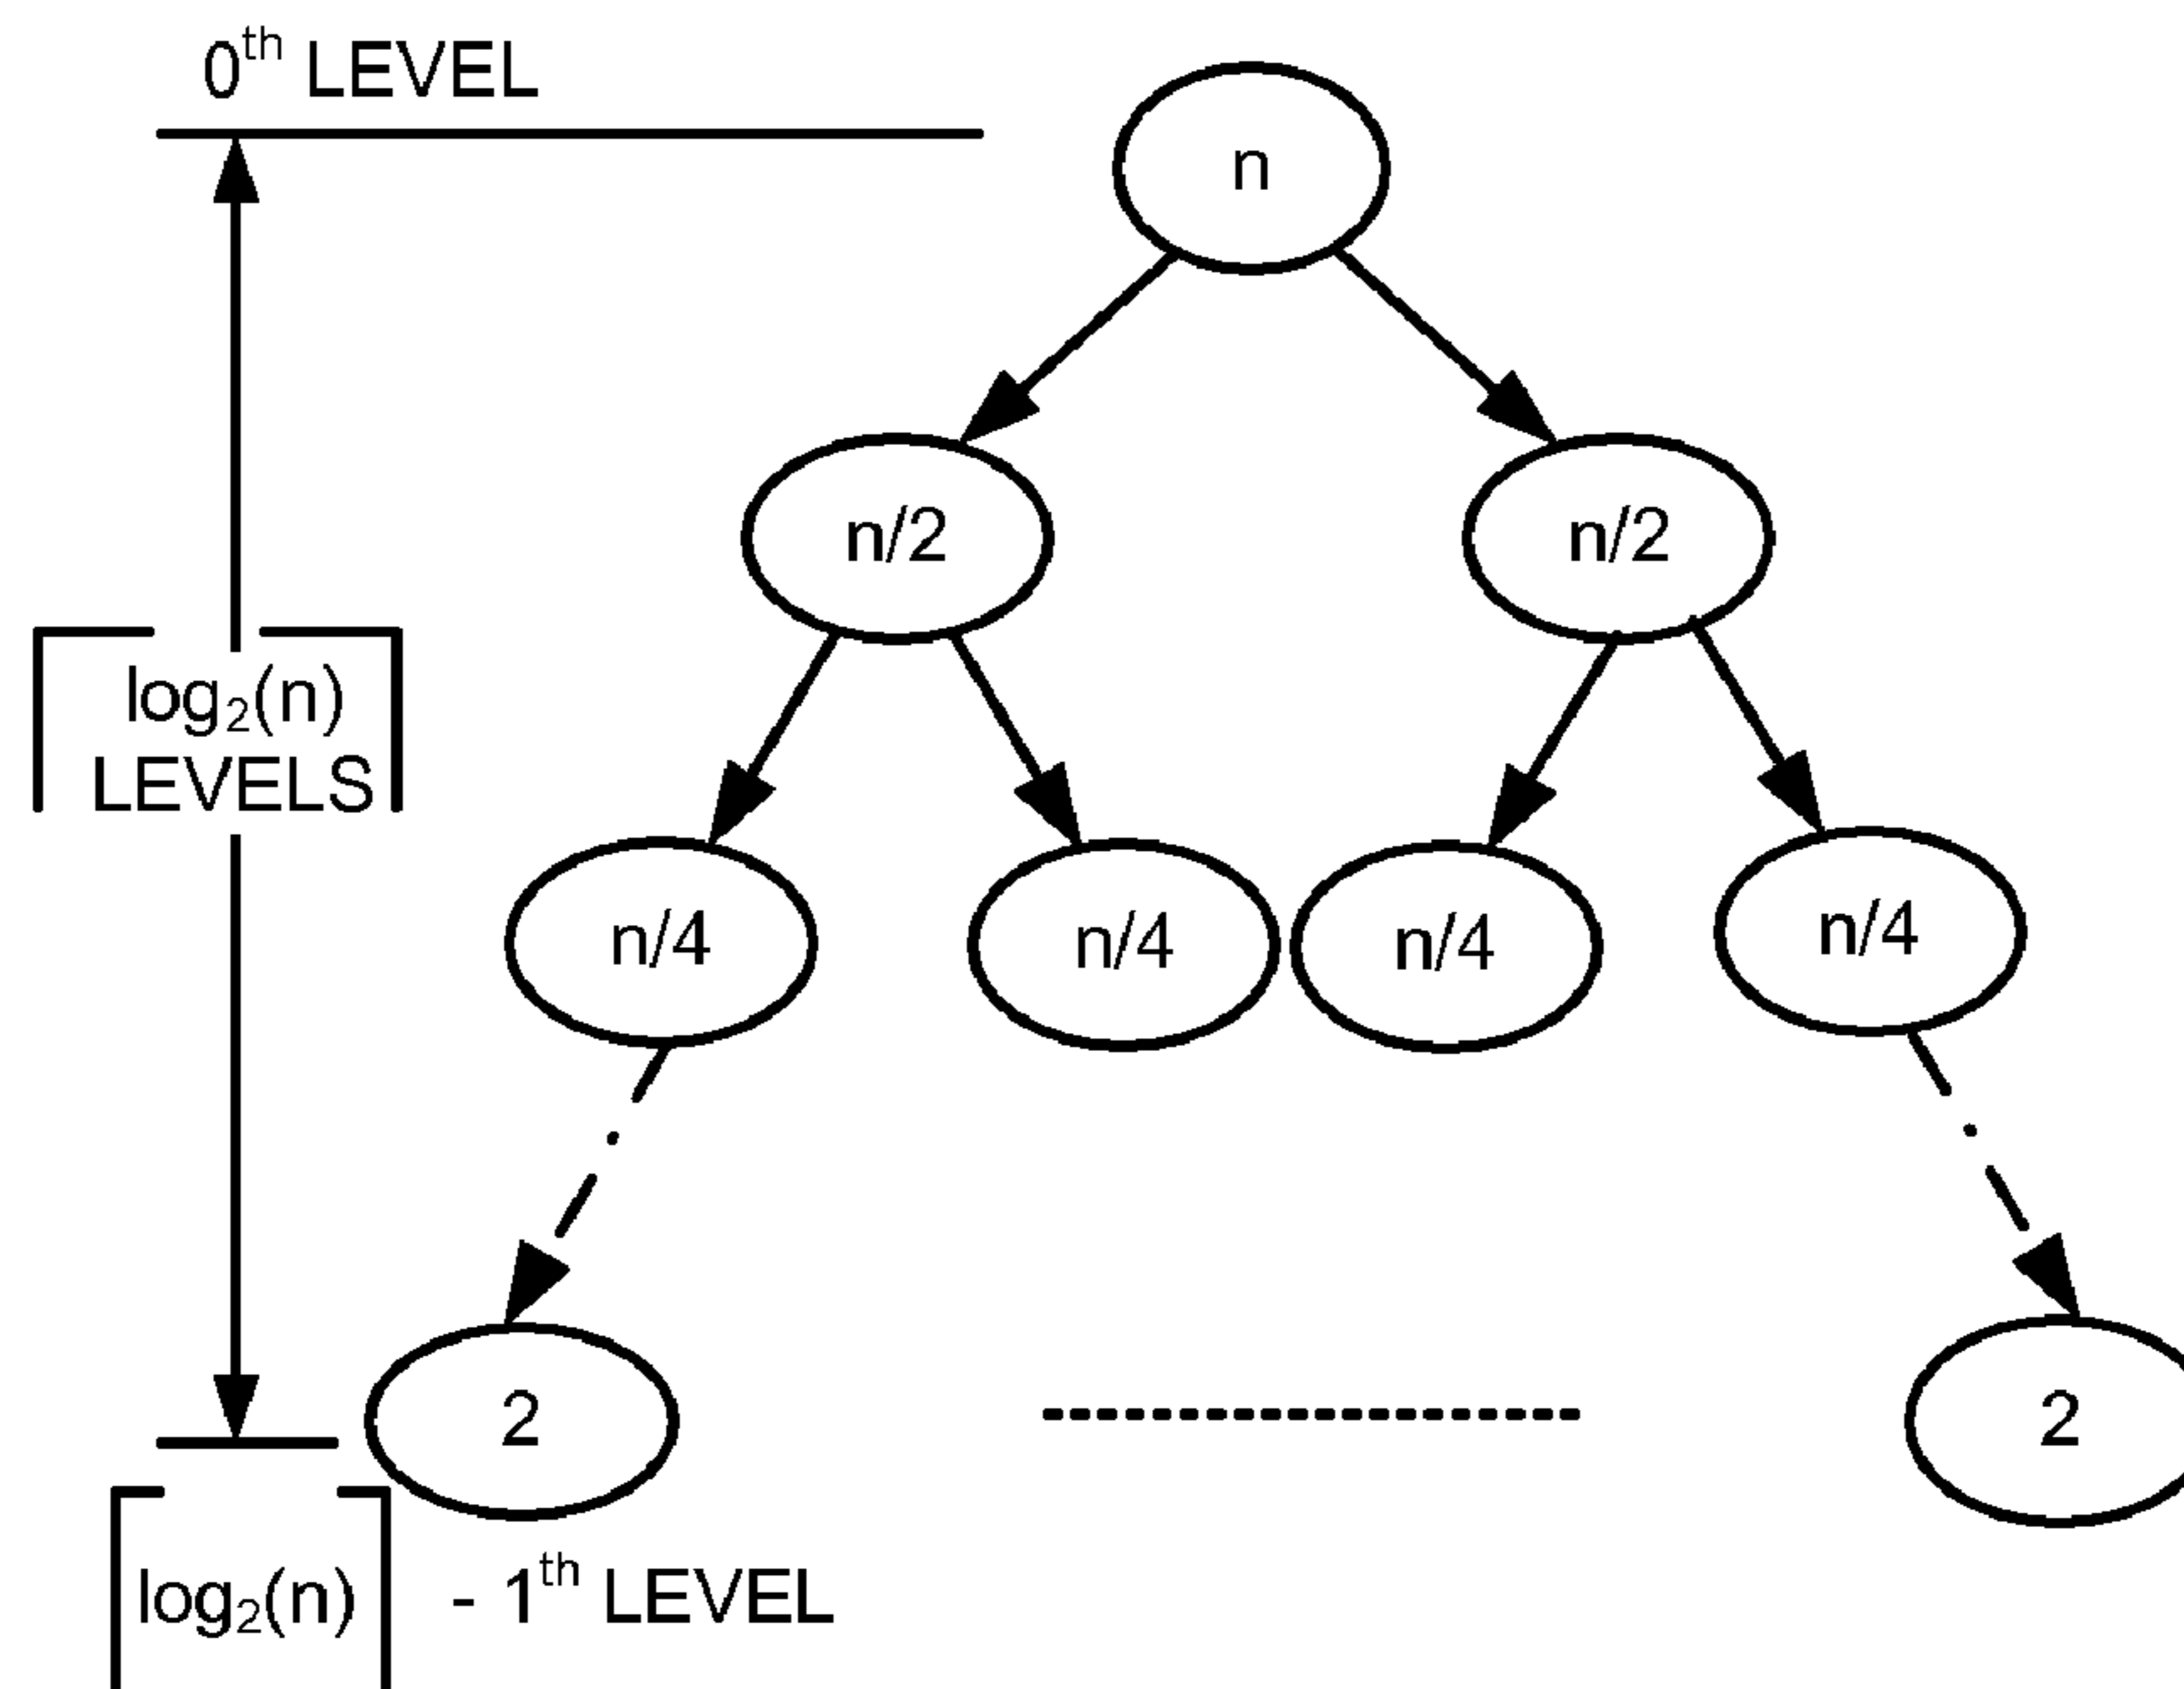 0th LEVEL
n
n/2 n/2
log2(n)
LEVELS
n/4 n/4 n/4 n/4
2 2
log2(n) - 1th LEVEL